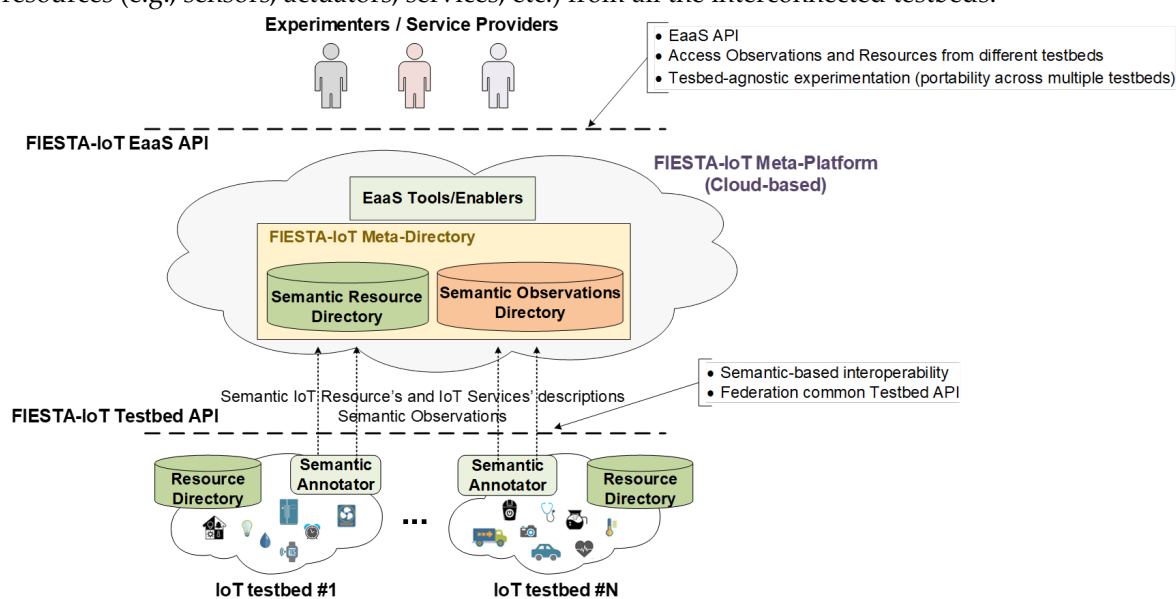 resources (e.g., sensors, actuators, services, etc.) from all the interconnected testbeds.
Experimenters / Service Providers
• EaaS API
• Access Observations and Resources from different testbeds
• Tesbed-agnostic experimentation (portability across multiple testbeds)
FIESTA-IoT EaaS API
FIESTA-IoT Meta-Platform
(Cloud-based)
EaaS Tools/Enablers
FIESTA-IoT Meta-Directory
Semantic Resource
Directory
Semantic Observations
Directory
• Semantic-based interoperability
• Federation common Testbed API
Semantic IoT Resource's and IoT Services' descriptions
Semantic Observations
FIESTA-IoT Testbed API
Resource
Directory
Semantic
Annotator
...
Semantic
Annotator
Resource
Directory
IoT testbed #1
IoT testbed #N